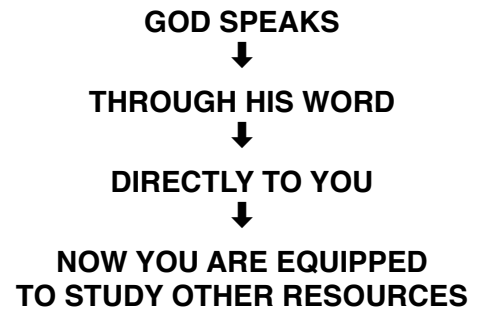 GOD SPEAKS
THROUGH HIS WORD
DIRECTLY TO YOU
NOW YOU ARE EQUIPPED
TO STUDY OTHER RESOURCES